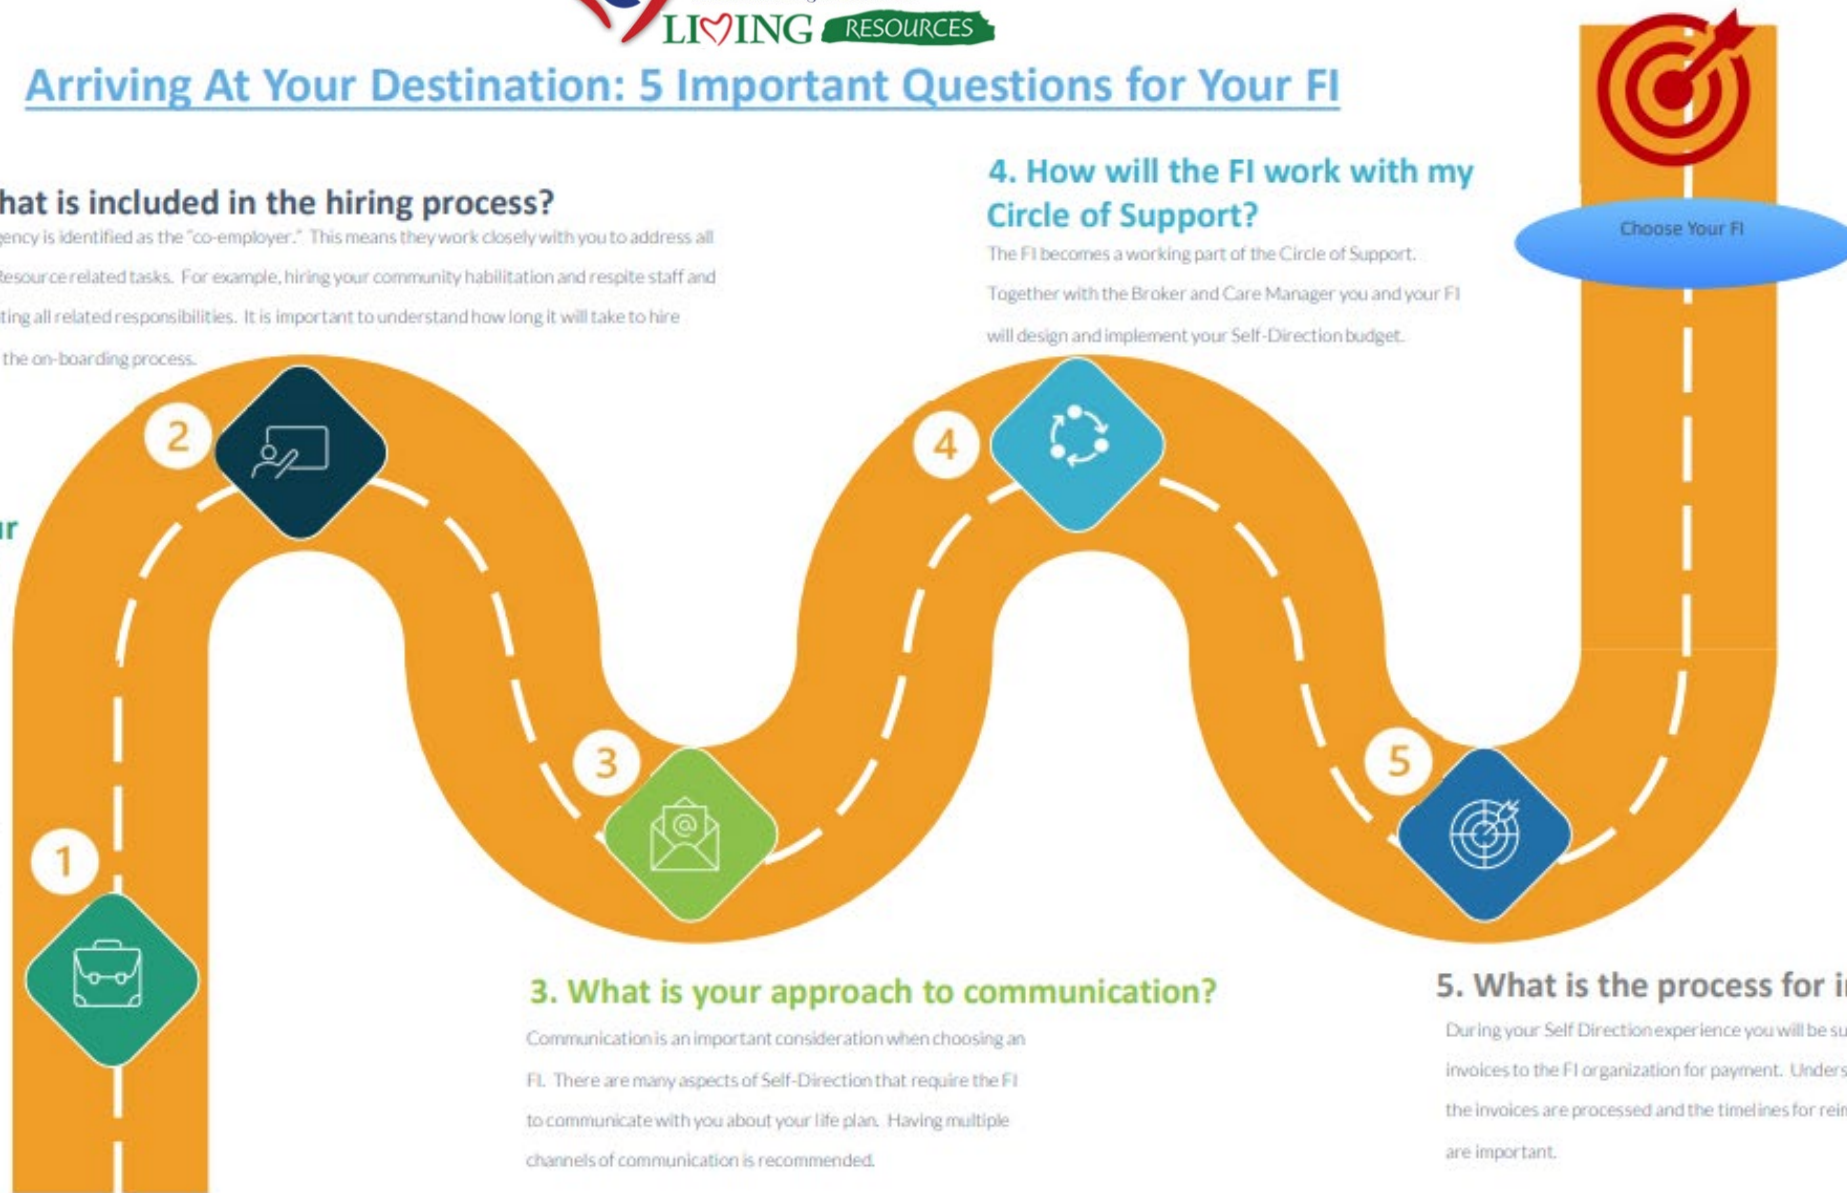 LIVING RESOURCES
Arriving At Your Destination: 5 Important Questions for Your FI
hat is included in the hiring process?
gency is identified as the "co-employer." This means they work closely with you to address all
Resource related tasks. For example, hiring your community habilitation and respite staff and
ting all related responsibilities. It is important to understand how long it will take to hire
the on-boarding process.
4. How will the FI work with my
Circle of Support?
The FI becomes a working part of the Circle of Support.
Together with the Broker and Care Manager you and your FI
will design and implement your Self-Direction budget.
Choose Your FI
2
4
ur
3
5
1
3. What is your approach to communication?
Communication is an important consideration when choosing an
FI. There are many aspects of Self-Direction that require the FI
to communicate with you about your life plan. Having multiple
channels of communication is recommended.
5. What is the process for i
During your Self Direction experience you will be su
invoices to the FI organization for payment. Unders
the invoices are processed and the timelines for rei
are important.